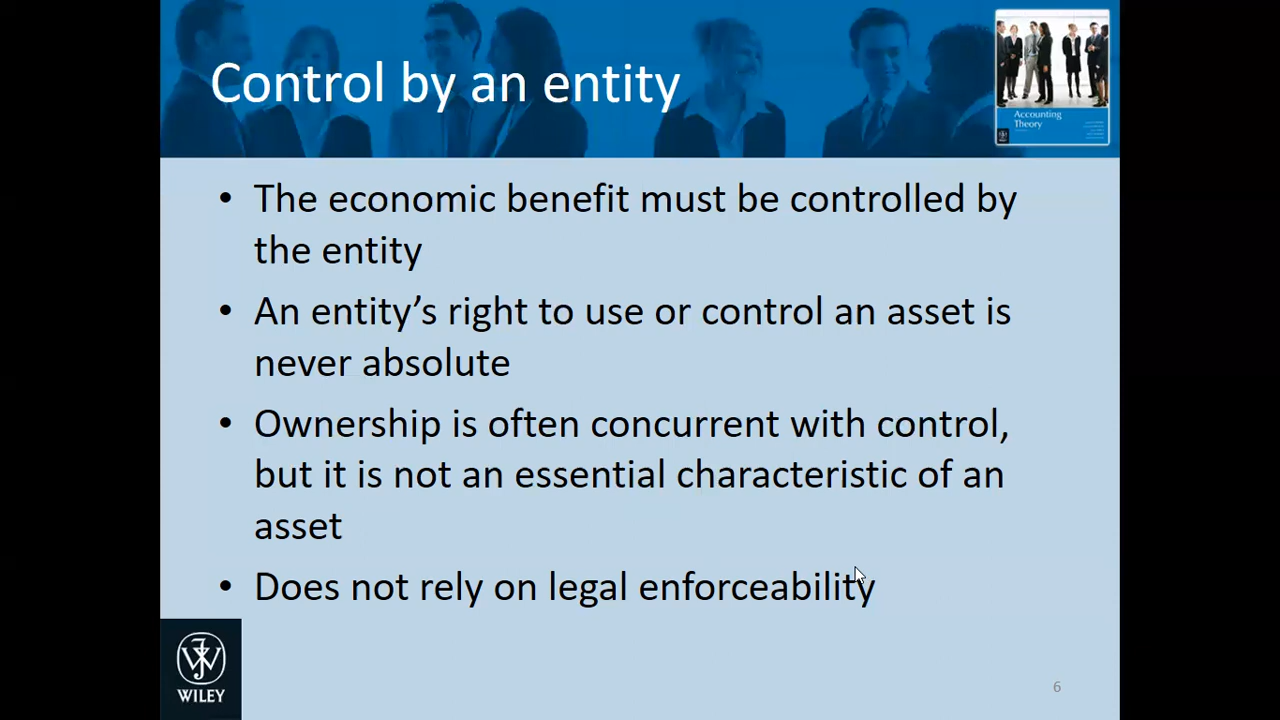 Control by an entity
Accounting
Theory
• The economic benefit must be controlled by
the entity
• An entity’s right to use or control an asset is
never absolute
• Ownership is often concurrent with control,
but it is not an essential characteristic of an
asset
• Does not rely on legal enforceability
WILEY
6